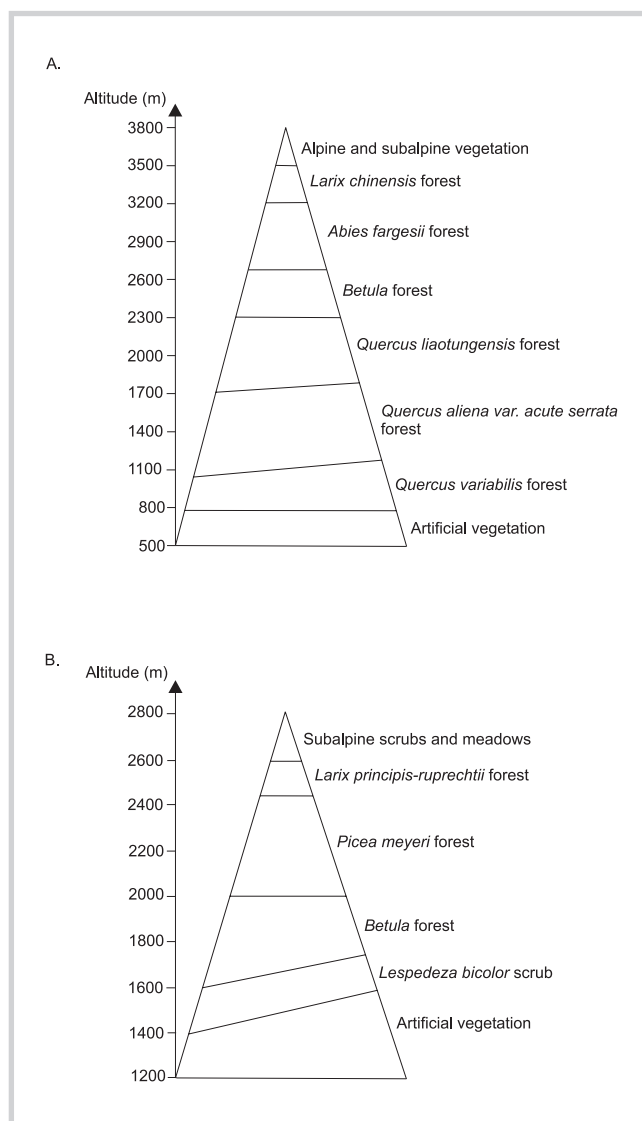 A.
Altitude (m)
3800
3500
3200
2900
2600
2300
2000
1700
1400
1100
800
500
Alpine and subalpine vegetation
Larix chinensis forest
Abies fargesii forest
Betula forest
Quercus liaotungensis forest
Quercus aliena var. acute serrata
forest
Quercus variabilis forest
Artificial vegetation
B.
Altitude (m)
2800
2600
2400
2200
2000
1800
1600
1400
1200
Subalpine scrubs and meadows
Larix principis-ruprechtii forest
Picea meyeri forest
Betula forest
Lespedeza bicolor scrub
Artificial vegetation